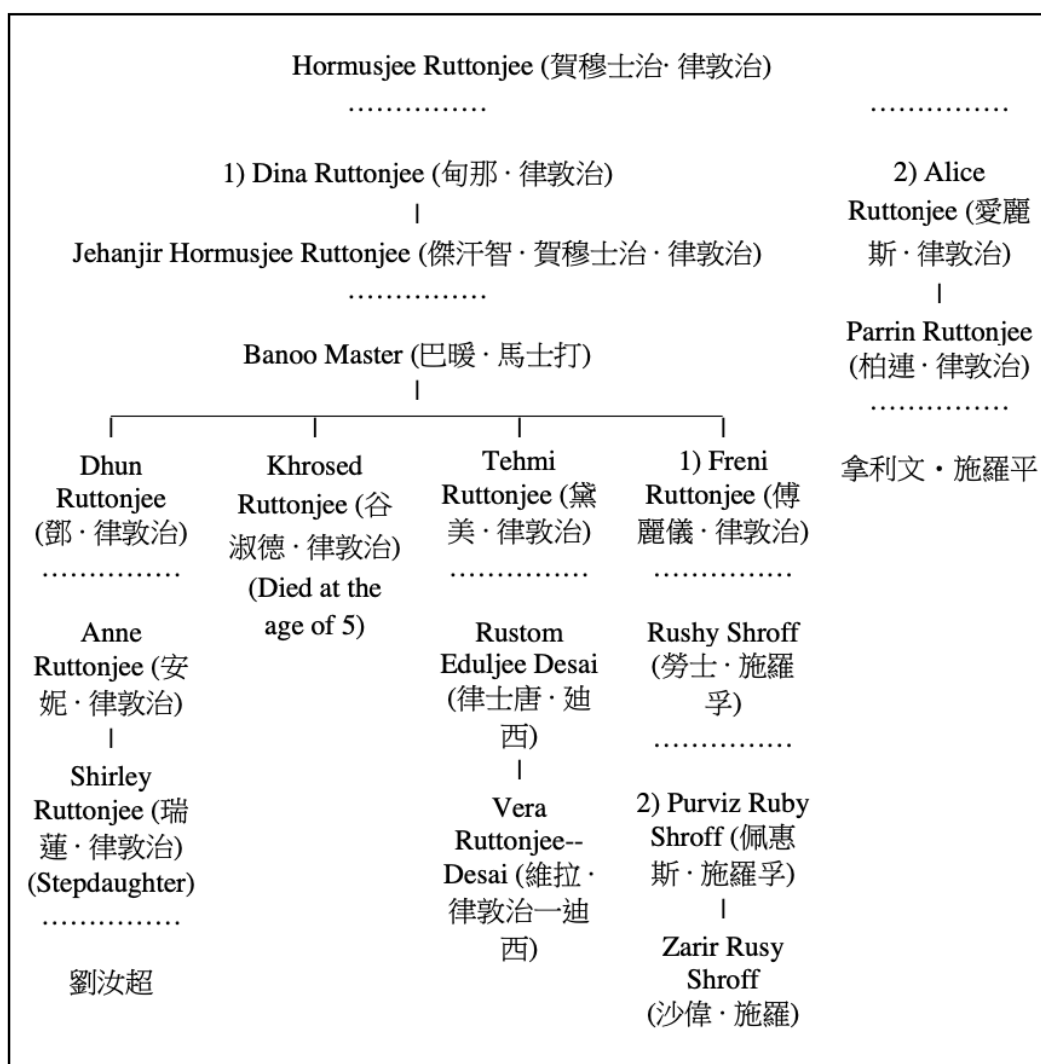 Hormusjee Ruttonjee (賀穆士治· 律敦治)
…………… ……………
1) Dina Ruttonjee (甸那 · 律敦治)
|
Jehanjir Hormusjee Ruttonjee (傑汗智 · 賀穆士治 · 律敦治)
……………
Banoo Master (巴暖 · 馬士打)
|
2) Alice
Ruttonjee (愛麗
斯 · 律敦治)
|
Parrin Ruttonjee
(柏連 · 律敦治)
……………
拿利文・施羅平
| | | |
Dhun
Ruttonjee
(鄧 · 律敦治)
……………
Anne
Ruttonjee (安
妮 · 律敦治)
|
Shirley
Ruttonjee (瑞
蓮 · 律敦治)
(Stepdaughter)
……………
劉汝超
Khrosed
Ruttonjee (谷
淑德 · 律敦治)
(Died at the
age of 5)
Tehmi
Ruttonjee (黛
美 · 律敦治)
……………
Rustom
Eduljee Desai
(律士唐 · 廸
西)
|
Vera
Ruttonjee--
Desai (維拉 ·
律敦治一迪
西)
1) Freni
Ruttonjee (傅
麗儀 · 律敦治)
……………
Rushy Shroff
(勞士 · 施羅
孚)
……………
2) Purviz Ruby
Shroff (佩惠
斯 · 施羅孚)
|
Zarir Rusy
Shroff
(沙偉 · 施羅)